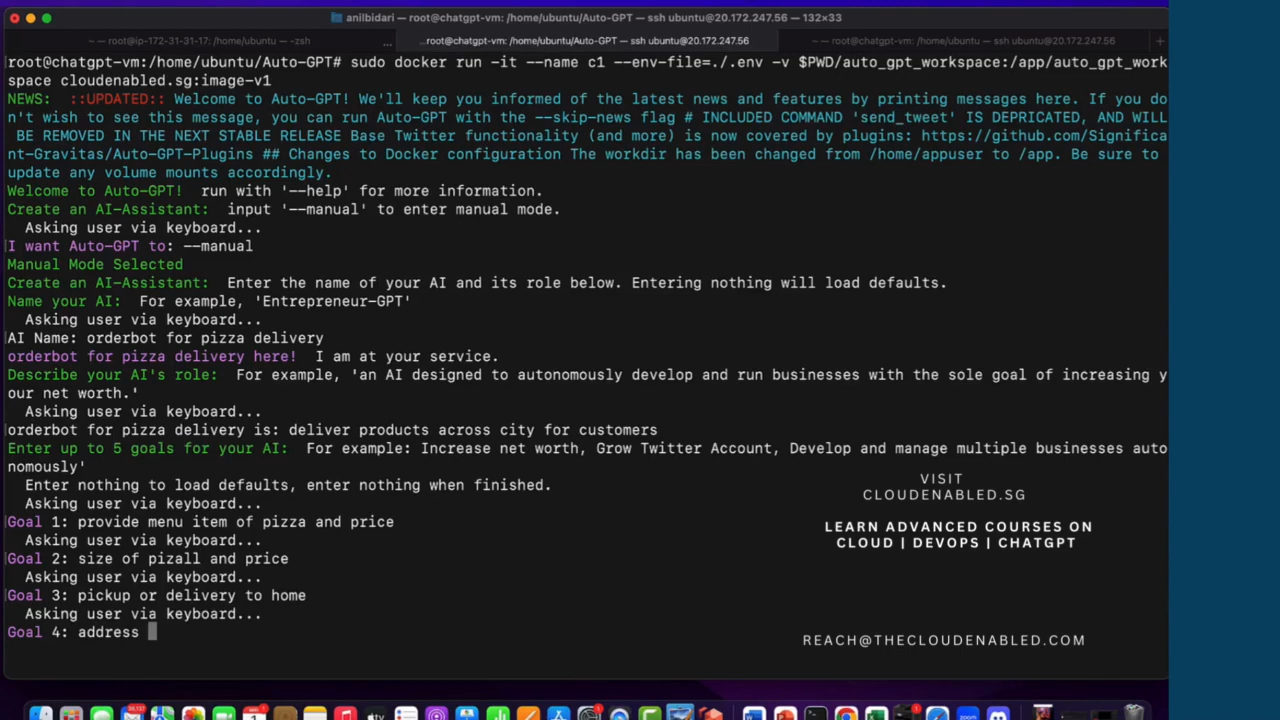 anilbidari — root@chatgpt-vm: /home/ubuntu/Auto-GPT — ssh ubuntu@20.172.247.56 — 132×33
~ — root@ip-172-31-31-17: /home/ubuntu — -zsh
...
...root@chatgpt-vm: /home/ubuntu/Auto-GPT — ssh ubuntu@20.172.247.56
~ — root@chatgpt-vm: /home/ubuntu — ssh ubuntu@20.172.247.56
+
root@chatgpt-vm:/home/ubuntu/Auto-GPT# sudo docker run -it --name c1 --env-file=./.env -v $PWD/auto_gpt_workspace:/app/auto_gpt_work
space cloudenabled.sg:image-v1
NEWS:  ::UPDATED:: Welcome to Auto-GPT! We'll keep you informed of the latest news and features by printing messages here. If you do
n't wish to see this message, you can run Auto-GPT with the --skip-news flag # INCLUDED COMMAND 'send_tweet' IS DEPRICATED, AND WILL
BE REMOVED IN THE NEXT STABLE RELEASE Base Twitter functionality (and more) is now covered by plugins: https://github.com/Significa
nt-Gravitas/Auto-GPT-Plugins ## Changes to Docker configuration The workdir has been changed from /home/appuser to /app. Be sure to
update any volume mounts accordingly.
Welcome to Auto-GPT!  run with '--help' for more information.
Create an AI-Assistant:  input '--manual' to enter manual mode.
Asking user via keyboard...
I want Auto-GPT to: --manual
Manual Mode Selected
Create an AI-Assistant:  Enter the name of your AI and its role below. Entering nothing will load defaults.
Name your AI:  For example, 'Entrepreneur-GPT'
Asking user via keyboard...
AI Name: orderbot for pizza delivery
orderbot for pizza delivery here!  I am at your service.
Describe your AI's role:  For example, 'an AI designed to autonomously develop and run businesses with the sole goal of increasing y
our net worth.'
Asking user via keyboard...
orderbot for pizza delivery is: deliver products across city for customers
Enter up to 5 goals for your AI:  For example: Increase net worth, Grow Twitter Account, Develop and manage multiple businesses auto
nomously'
Enter nothing to load defaults, enter nothing when finished.
Asking user via keyboard...
Goal 1: provide menu item of pizza and price
Asking user via keyboard...
Goal 2: size of pizall and price
Asking user via keyboard...
Goal 3: pickup or delivery to home
Asking user via keyboard...
Goal 4: address
VISIT
CLOUDENABLED.SG
LEARN ADVANCED COURSES ON
CLOUD | DEVOPS | CHATGPT
REACH@THECLOUDENABLED.COM